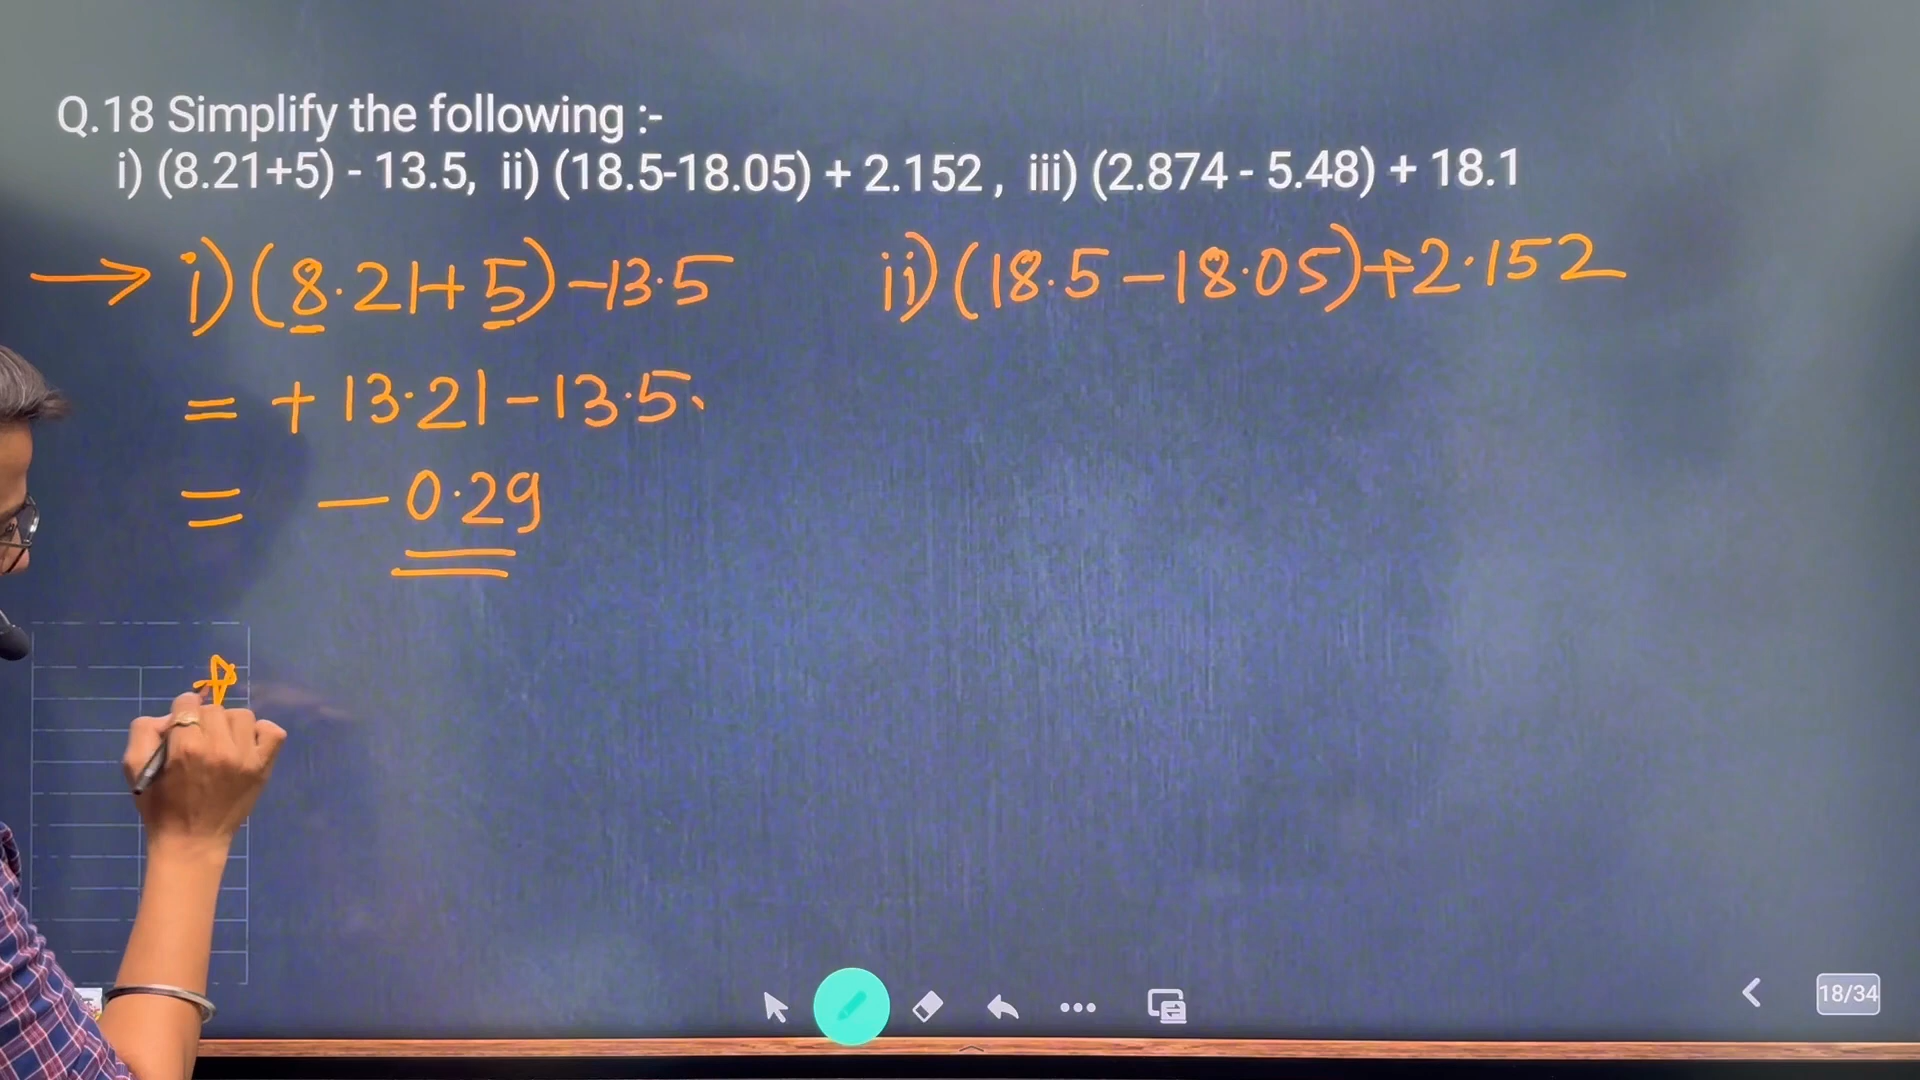 Q.18 Simplify the following :-
i) (8.21+5) - 13.5, ii) (18.5-18.05) + 2.152 , iii) (2.874 - 5.48) + 18.1
i) (8.21+5) -13.5
= + 13.21-13.5
= - 0.29
ii) (18.5-18.05)+2.152
18/34